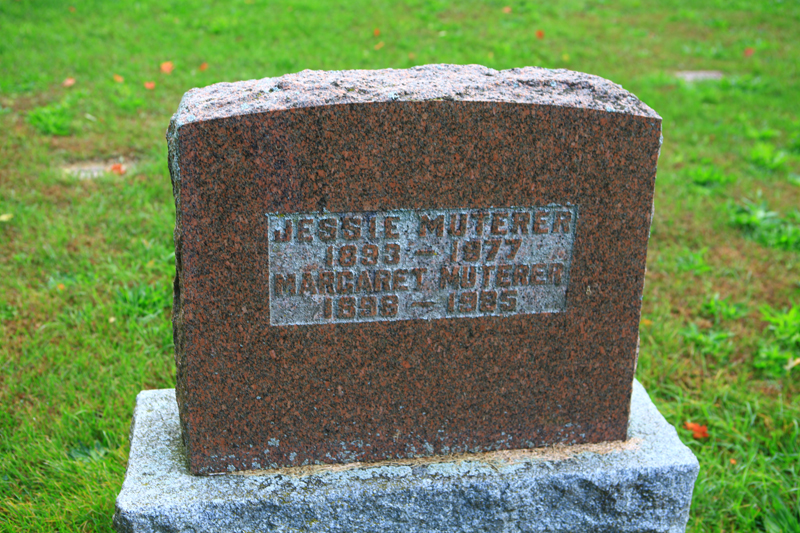 JESSIE MUTERER
1893 - 1977
MARGARET MUTERER
1898 - 1985